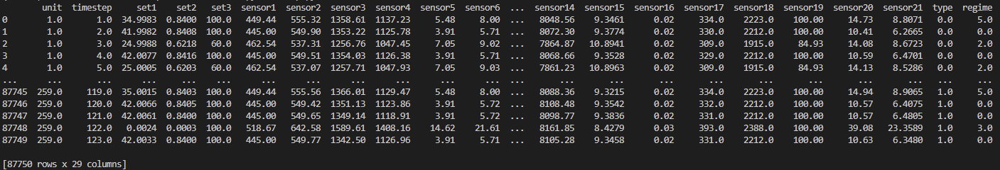 unit timestep set1 set2 set3 sensor1 sensor2 sensor3 sensor4 sensor5 sensor6 ... sensor14 sensor15 sensor16 sensor17 sensor18 sensor19 sensor20 sensor21 type regime
0 1.0 1.0 34.9983 0.8400 100.0 449.44 555.32 1358.61 1137.23 5.48 8.00 ... 8048.56 9.3461 0.02 334.0 2223.0 100.00 14.73 8.8071 0.0 5.0
1 1.0 2.0 41.9982 0.8408 100.0 445.00 549.90 1353.22 1125.78 3.91 5.71 ... 8072.30 9.3774 0.02 330.0 2212.0 100.00 10.41 6.2665 0.0 0.0
2 1.0 3.0 24.9988 0.6218 60.0 462.54 537.31 1256.76 1047.45 7.05 9.02 ... 7864.87 10.8941 0.02 309.0 1915.0 84.93 14.08 8.6723 0.0 2.0
3 1.0 4.0 42.0077 0.8416 100.0 445.00 549.51 1354.03 1126.38 3.91 5.71 ... 8068.66 9.3528 0.02 329.0 2212.0 100.00 10.59 6.4701 0.0 0.0
4 1.0 5.0 25.0005 0.6203 60.0 462.54 537.07 1257.71 1047.93 7.05 9.03 ... 7861.23 10.8963 0.02 309.0 1915.0 84.93 14.13 8.5286 0.0 2.0
... ... ... ... ... ... ... ... ... ... ... ... ... ... ... ... ... ... ... ... ... ... ...
87745 259.0 119.0 35.0015 0.8403 100.0 449.44 555.56 1366.01 1129.47 5.48 8.00 ... 8088.36 9.3215 0.02 334.0 2223.0 100.00 14.94 8.9065 1.0 5.0
87746 259.0 120.0 42.0066 0.8405 100.0 445.00 549.42 1351.13 1123.86 3.91 5.72 ... 8108.48 9.3542 0.02 332.0 2212.0 100.00 10.57 6.4075 1.0 0.0
87747 259.0 121.0 42.0061 0.8400 100.0 445.00 549.65 1349.14 1118.91 3.91 5.72 ... 8098.77 9.3836 0.02 331.0 2212.0 100.00 10.57 6.4805 1.0 0.0
87748 259.0 122.0 0.0024 0.0003 100.0 518.67 642.58 1589.61 1408.16 14.62 21.61 ... 8161.85 8.4279 0.03 393.0 2388.0 100.00 39.08 23.3589 1.0 3.0
87749 259.0 123.0 42.0033 0.8400 100.0 445.00 549.77 1342.50 1126.96 3.91 5.71 ... 8105.28 9.3458 0.02 331.0 2212.0 100.00 10.63 6.3480 1.0 0.0
[87750 rows x 29 columns]